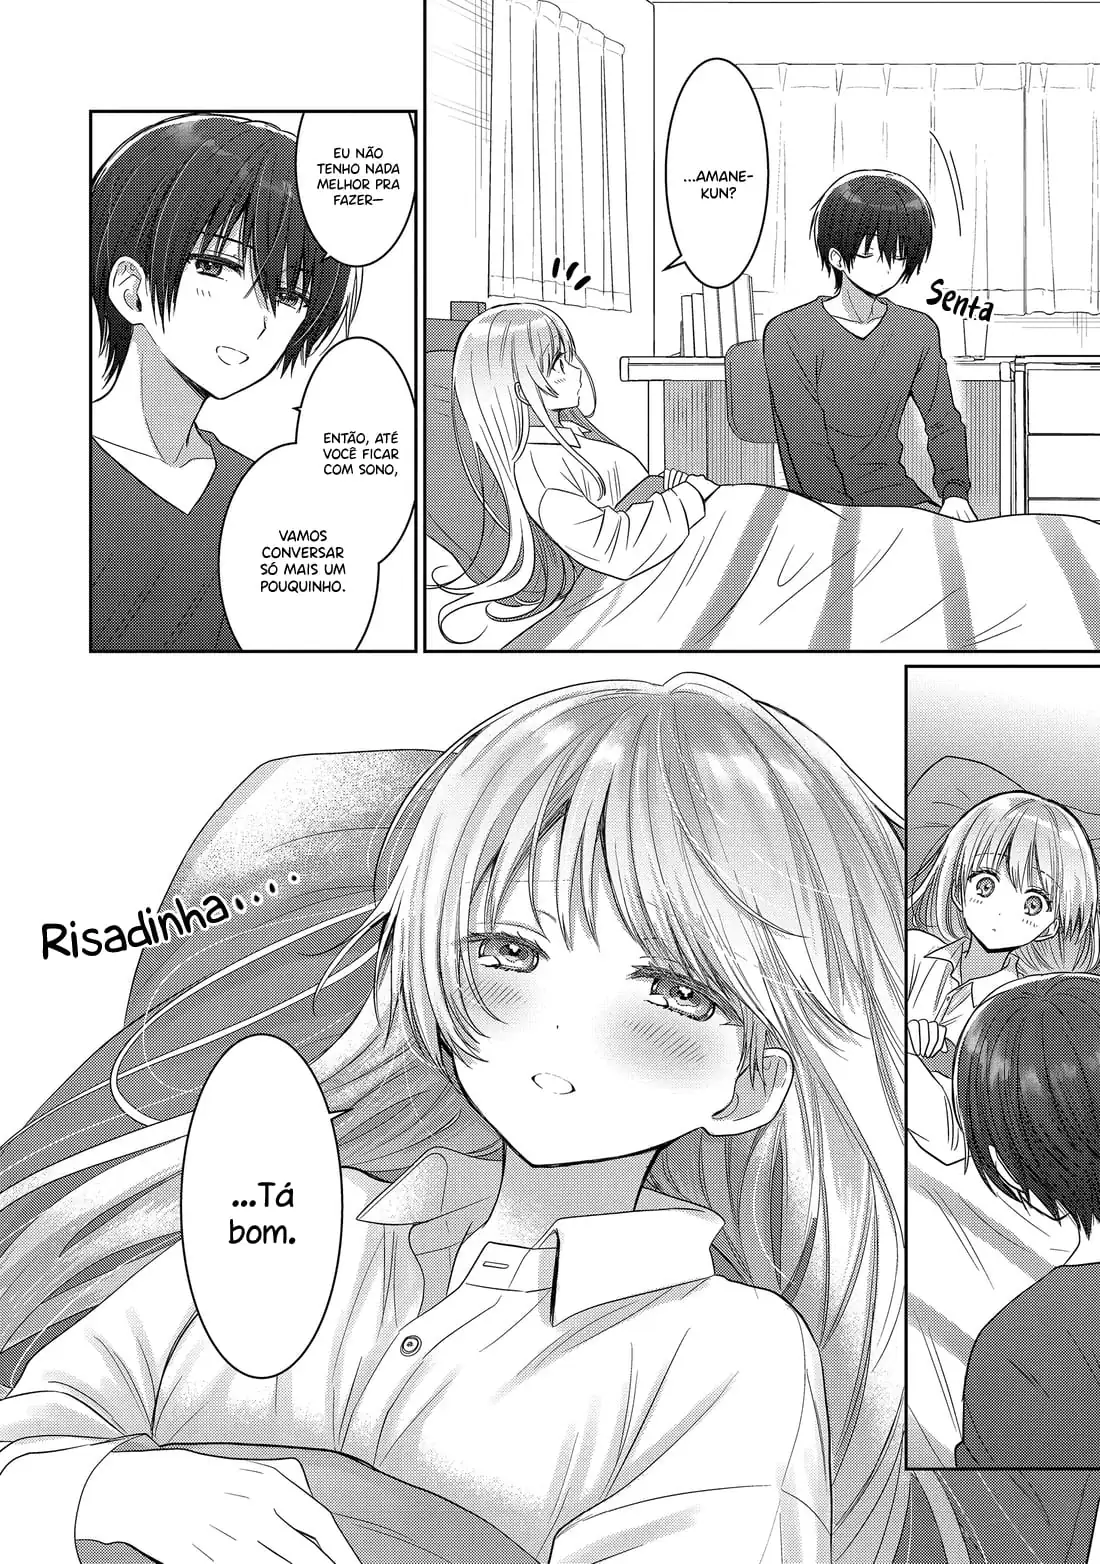 ...AMANE-
KUN?
Senta
EU NÃO
TENHO NADA
MELHOR PRA
FAZER—
ENTÃO, ATÉ
VOCÊ FICAR
COM SONO,
VAMOS
CONVERSAR
SÓ MAIS UM
POUQUINHO.
Risadinha....
...Tá
bom.